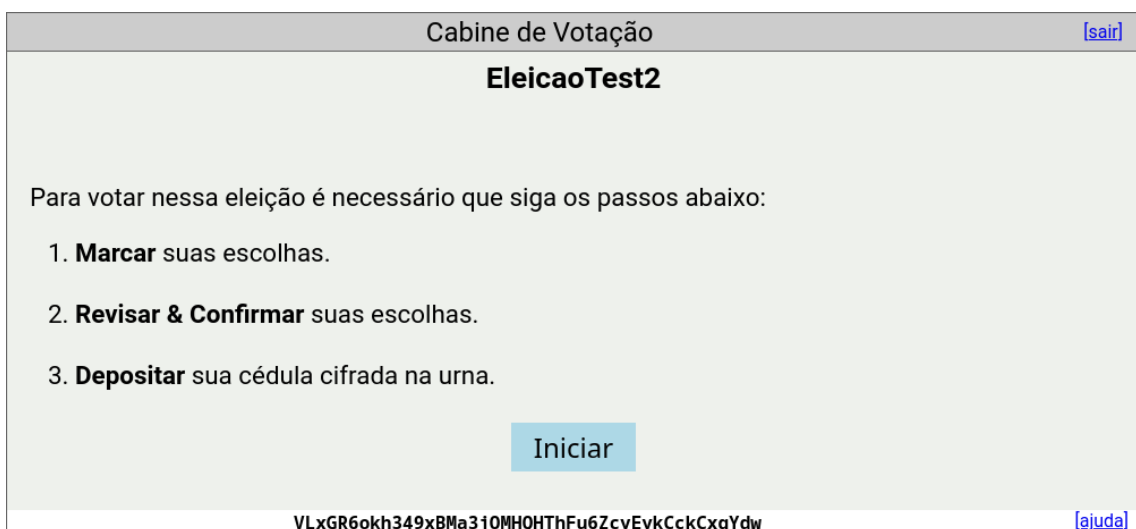 Cabine de Votação [sair]
EleicaoTest2
Para votar nessa eleição é necessário que siga os passos abaixo:
1. Marcar suas escolhas.
2. Revisar & Confirmar suas escolhas.
3. Depositar sua cédula cifrada na urna.
Iniciar
[ajuda]